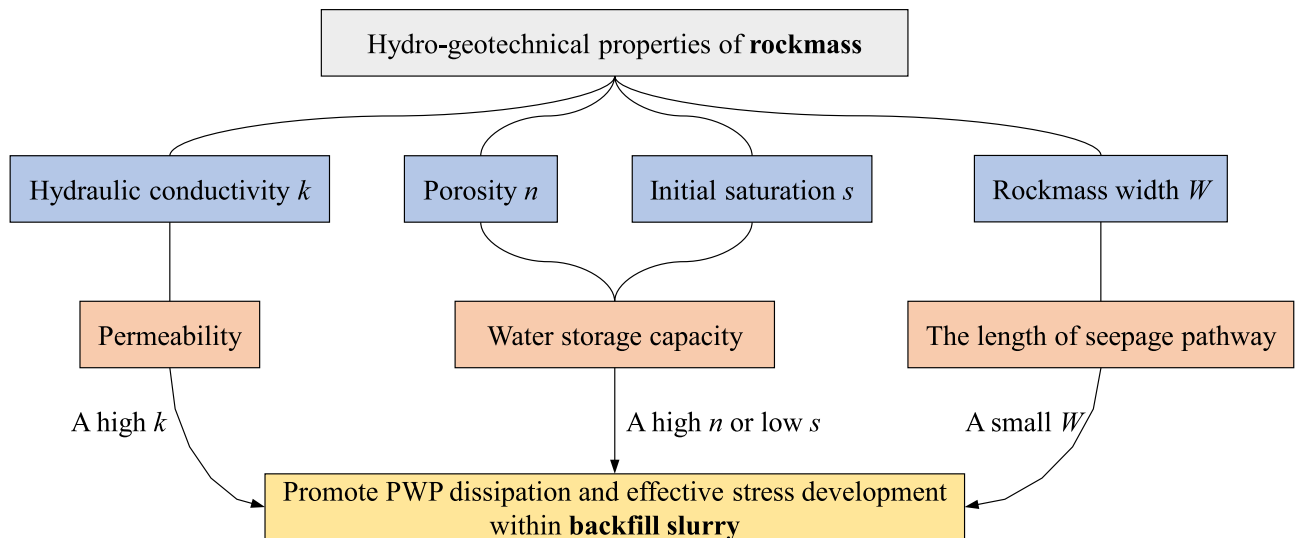 Hydro-geotechnical properties of rockmass
Hydraulic conductivity k
Porosity n
Initial saturation s
Rockmass width W
Permeability
Water storage capacity
The length of seepage pathway
A high k
A high n or low s
A small W
Promote PWP dissipation and effective stress development
within backfill slurry